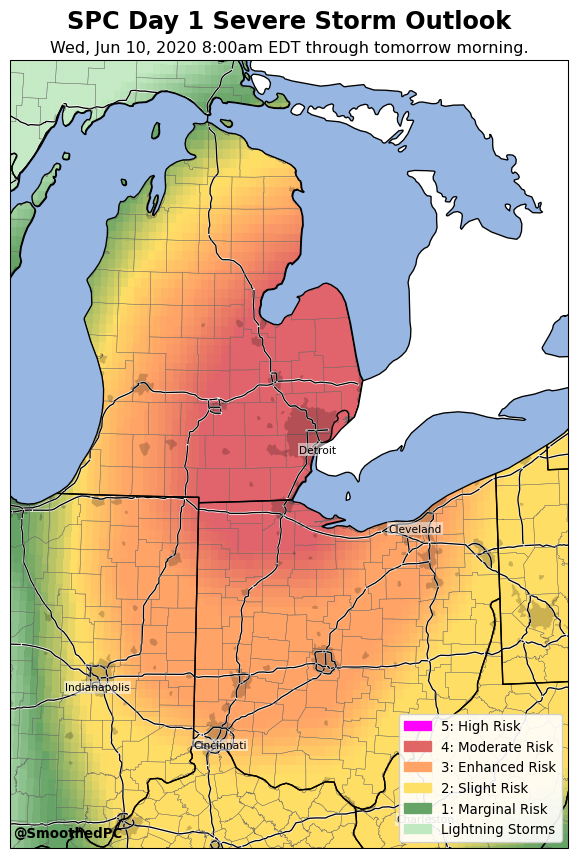 SPC Day 1 Severe Storm Outlook
Wed, Jun 10, 2020 8:00am EDT through tomorrow morning.
Detroit
Cleveland
Indianapolis
Cincinnati
5: High Risk
4: Moderate Risk
3: Enhanced Risk
2: Slight Risk
1: Marginal Risk
Lightning Storms
Charleston
@SmoothedPC